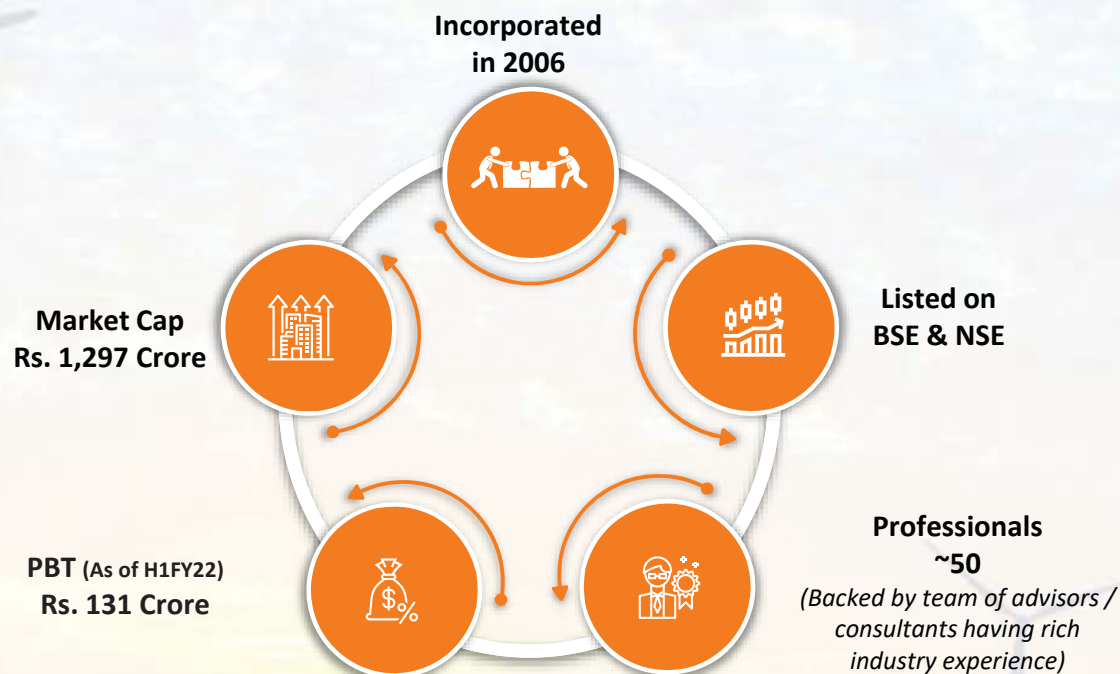 Incorporated
in 2006
Listed on
BSE & NSE
Market Cap
Rs. 1,297 Crore
Professionals
~50
(Backed by team of advisors /
consultants having rich
industry experience)
PBT (As of H1FY22)
Rs. 131 Crore
$%